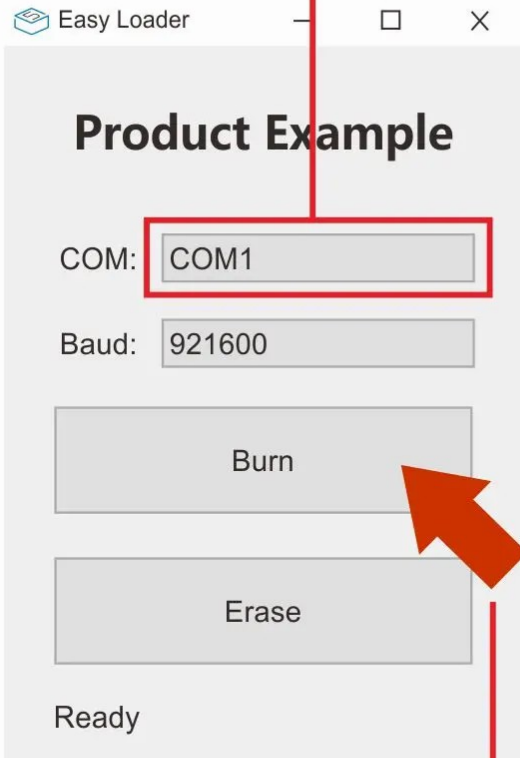 Easy Loader
Product Example
COM: COM1
Baud: 921600
Burn
Erase
Ready